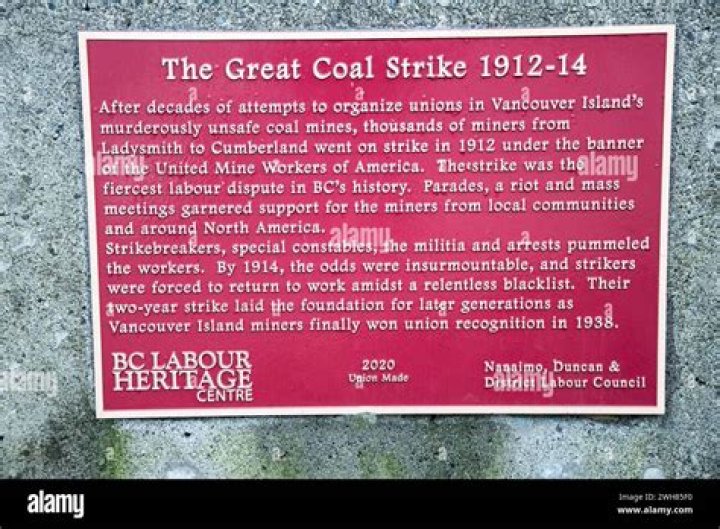 The Great Coal Strike 1912-14
After decades of attempts to organize unions in Vancouver Island's
murderously unsafe coal mines, thousands of miners from
Ladysmith to Cumberland went on strike in 1912 under the banner
of the United Mine Workers of America. The strike was the
fiercest labour dispute in BC's history. Parades, a riot and mass
meetings garnered support for the miners from local communities
and around North America.
Strikebreakers, special constables, the militia and arrests pummeled
the workers. By 1914, the odds were insurmountable, and strikers
were forced to return to work amidst a relentless blacklist. Their
two-year strike laid the foundation for later generations as
Vancouver Island miners finally won union recognition in 1938.
BC LABOUR
HERITAGE
CENTRE
2020
Union Made
Nanaimo, Duncan &
District Labour Council
alamy
Image ID: 2WH85F0
www.alamy.com